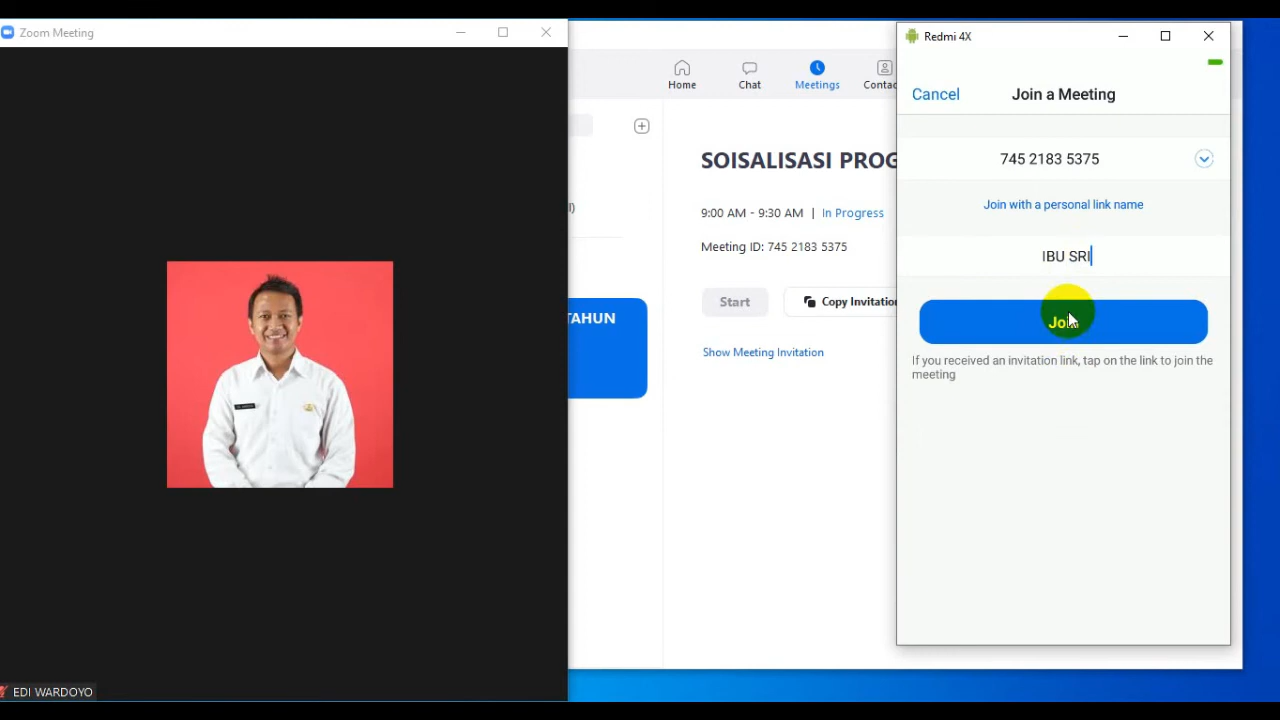 Zoom Meeting
EDI WARDOYO
Home
Chat
Meetings
TAHUN
SOISALISASI PROG
9:00 AM - 9:30 AM | In Progress
Meeting ID: 745 2183 5375
Start
Copy Invitation
Show Meeting Invitation
Redmi 4X
Cancel
Join a Meeting
745 2183 5375
Join with a personal link name
IBU SRI
Join
If you received an invitation link, tap on the link to join the
meeting